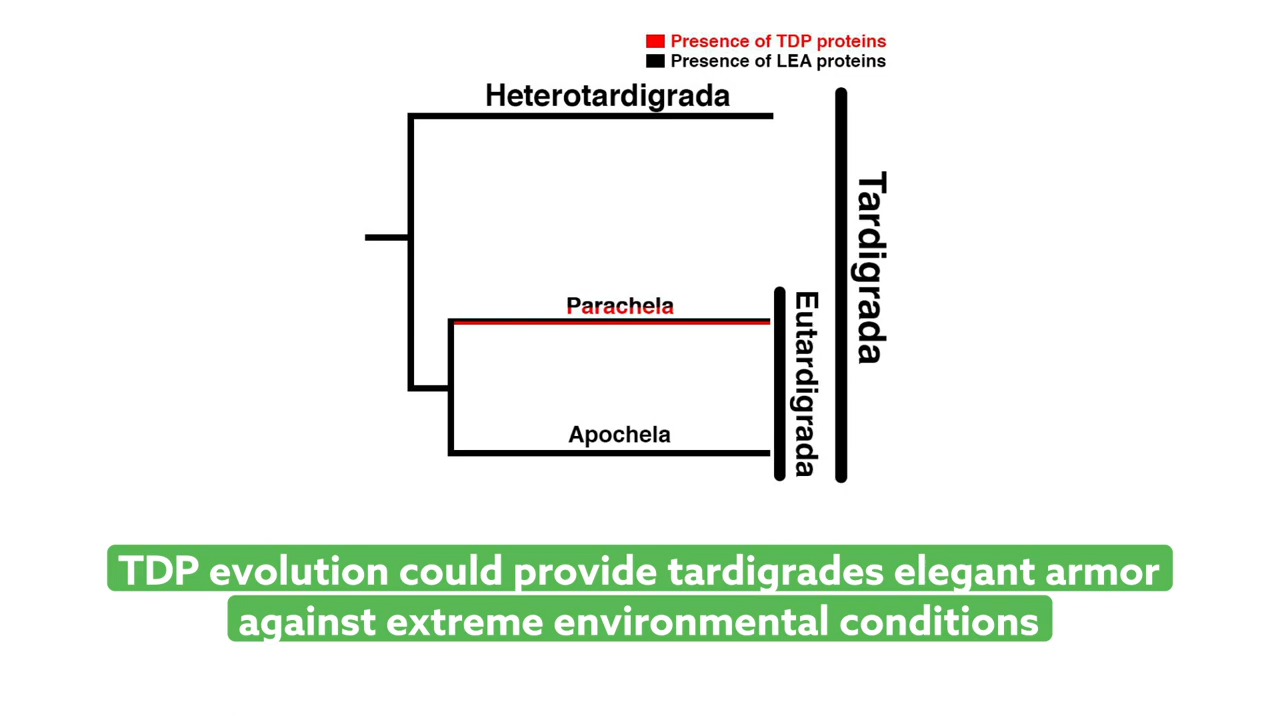 Presence of TDP proteins
Presence of LEA proteins
Heterotardigrada
Tardigrada
Parachela
Eutardigrada
Apochela
TDP evolution could provide tardigrades elegant armor
against extreme environmental conditions